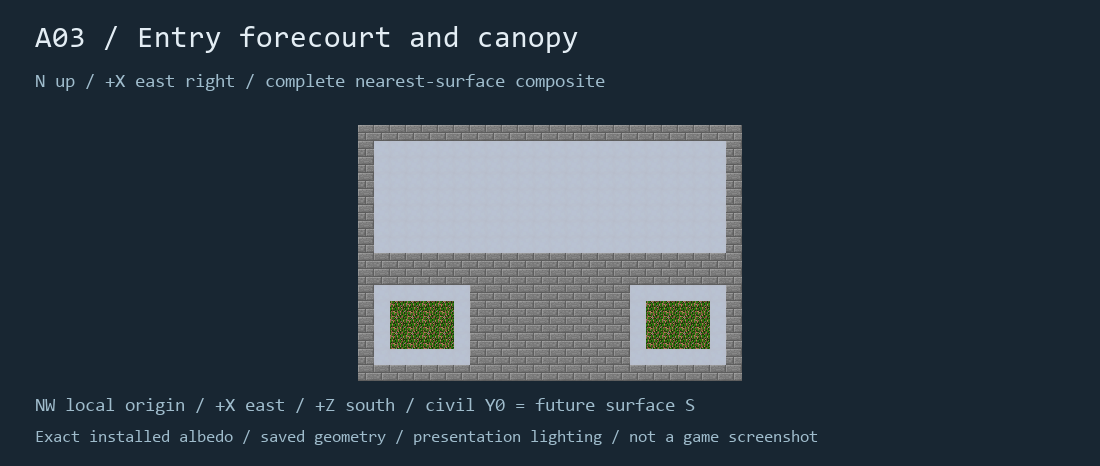 A03 / Entry forecourt and canopy
N up / +X east right / complete nearest-surface composite
NW local origin / +X east / +Z south / civil Y0 = future surface S
Exact installed albedo / saved geometry / presentation lighting / not a game screenshot